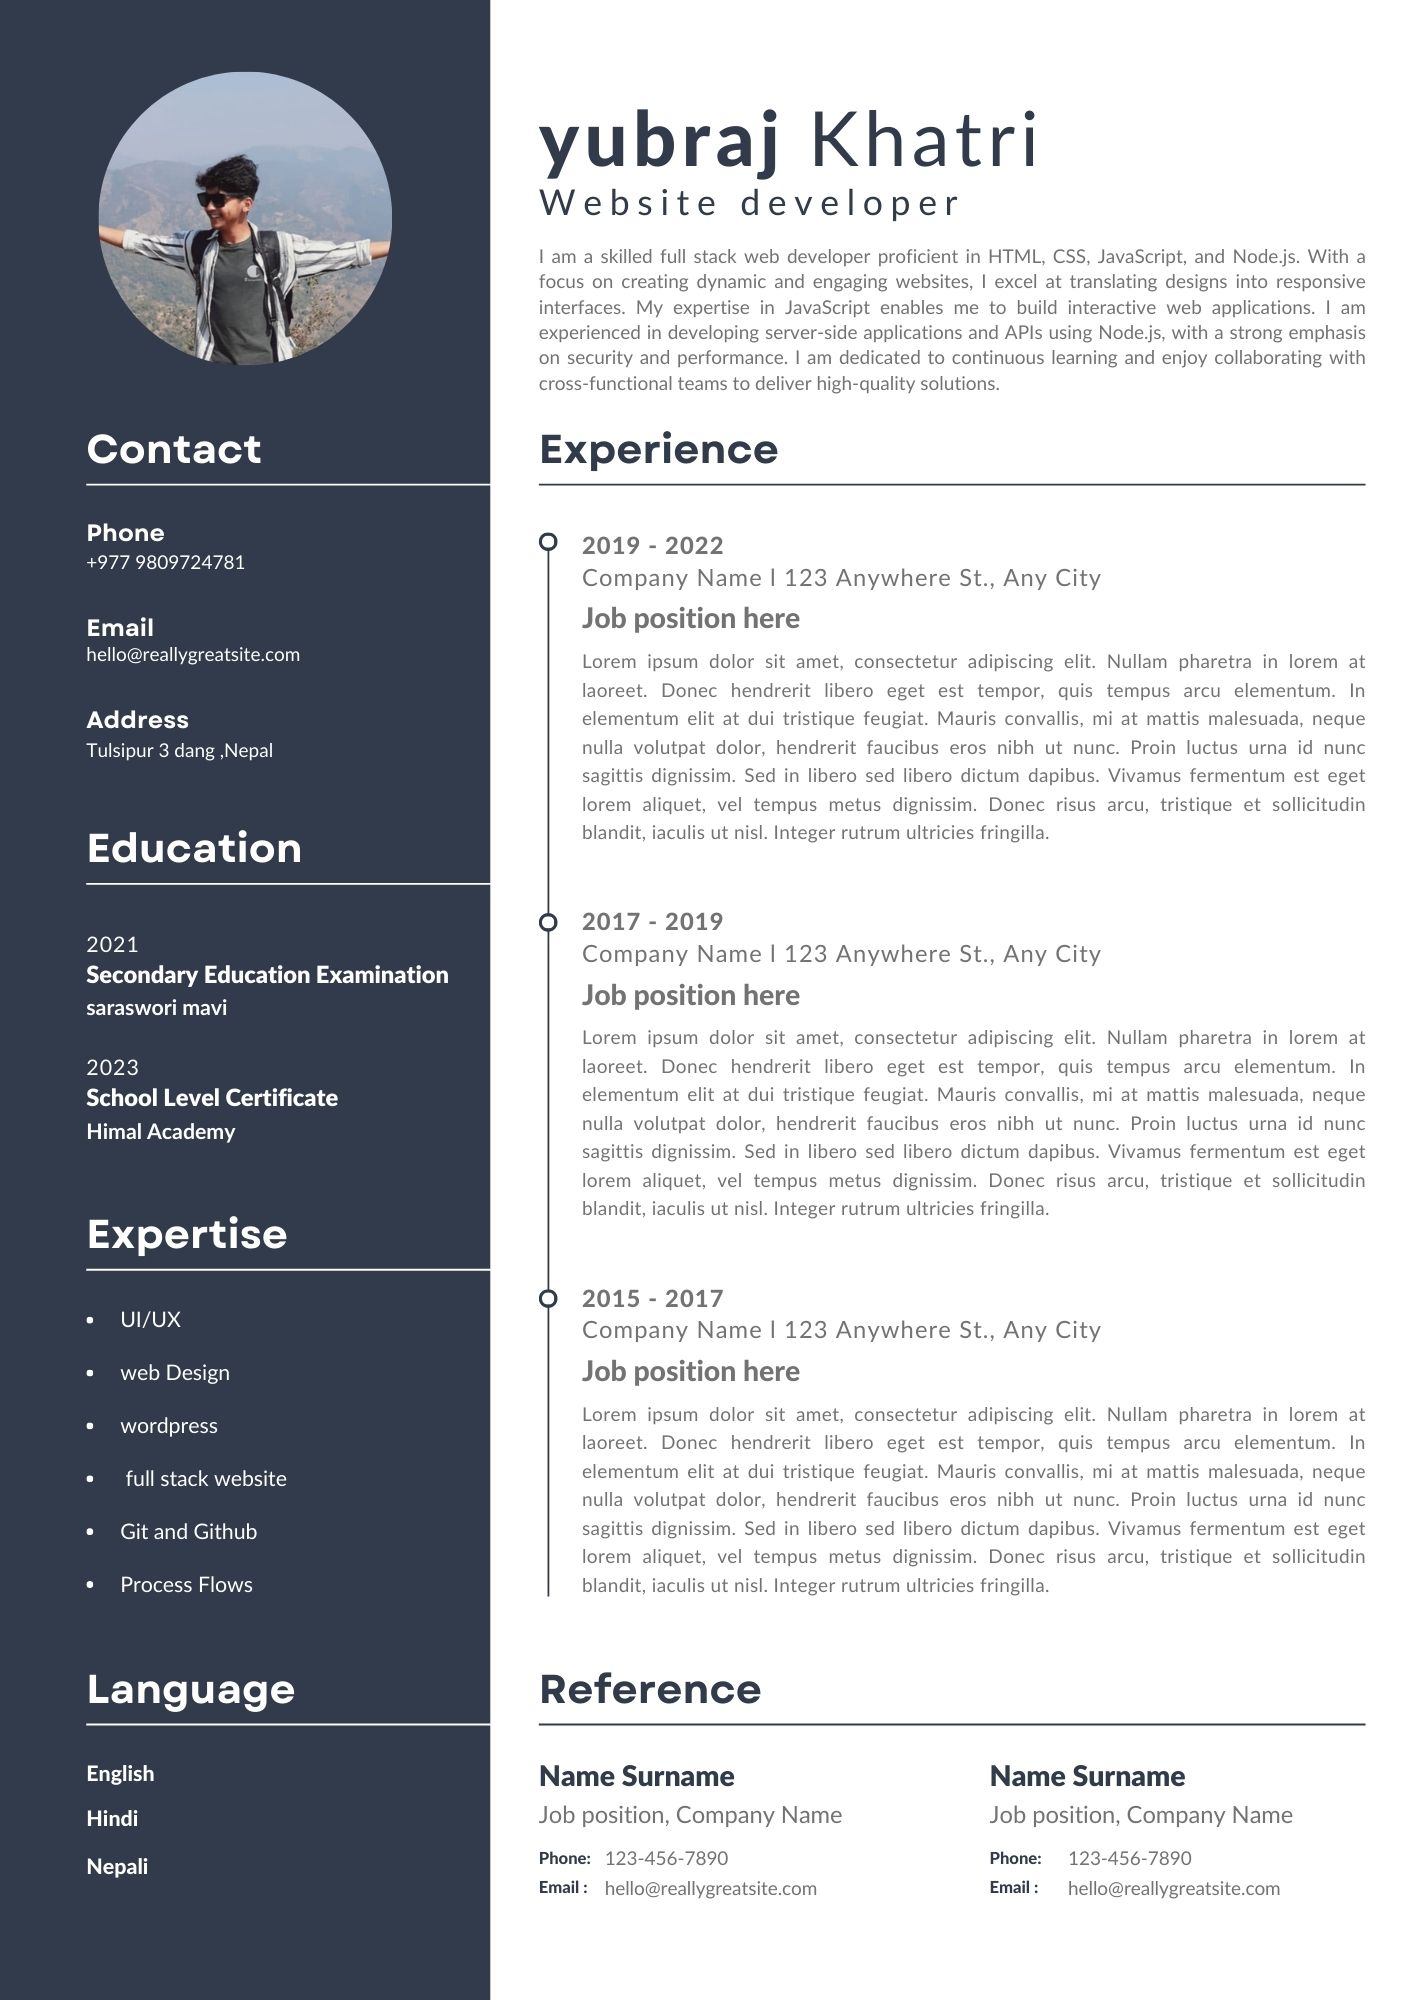 yubraj Khatri
Website developer
I am a skilled full stack web developer proficient in HTML, CSS, JavaScript, and Node.js. With a
focus on creating dynamic and engaging websites, I excel at translating designs into responsive
interfaces. My expertise in JavaScript enables me to build interactive web applications. I am
experienced in developing server-side applications and APIs using Node.js, with a strong emphasis
on security and performance. I am dedicated to continuous learning and enjoy collaborating with
cross-functional teams to deliver high-quality solutions.
Contact
Phone
+977 9809724781
Email
hello@reallygreatsite.com
Address
Tulsipur 3 dang ,Nepal
Education
2021
Secondary Education Examination
saraswori mavi
2023
School Level Certificate
Himal Academy
Expertise
• UI/UX
• web Design
• wordpress
• full stack website
• Git and Github
• Process Flows
Language
English
Hindi
Nepali
Experience
2019 - 2022
Company Name l 123 Anywhere St., Any City
Job position here
Lorem ipsum dolor sit amet, consectetur adipiscing elit. Nullam pharetra in lorem at
laoreet. Donec hendrerit libero eget est tempor, quis tempus arcu elementum. In
elementum elit at dui tristique feugiat. Mauris convallis, mi at mattis malesuada, neque
nulla volutpat dolor, hendrerit faucibus eros nibh ut nunc. Proin luctus urna id nunc
sagittis dignissim. Sed in libero sed libero dictum dapibus. Vivamus fermentum est eget
lorem aliquet, vel tempus metus dignissim. Donec risus arcu, tristique et sollicitudin
blandit, iaculis ut nisl. Integer rutrum ultricies fringilla.
2017 - 2019
Company Name l 123 Anywhere St., Any City
Job position here
Lorem ipsum dolor sit amet, consectetur adipiscing elit. Nullam pharetra in lorem at
laoreet. Donec hendrerit libero eget est tempor, quis tempus arcu elementum. In
elementum elit at dui tristique feugiat. Mauris convallis, mi at mattis malesuada, neque
nulla volutpat dolor, hendrerit faucibus eros nibh ut nunc. Proin luctus urna id nunc
sagittis dignissim. Sed in libero sed libero dictum dapibus. Vivamus fermentum est eget
lorem aliquet, vel tempus metus dignissim. Donec risus arcu, tristique et sollicitudin
blandit, iaculis ut nisl. Integer rutrum ultricies fringilla.
2015 - 2017
Company Name l 123 Anywhere St., Any City
Job position here
Lorem ipsum dolor sit amet, consectetur adipiscing elit. Nullam pharetra in lorem at
laoreet. Donec hendrerit libero eget est tempor, quis tempus arcu elementum. In
elementum elit at dui tristique feugiat. Mauris convallis, mi at mattis malesuada, neque
nulla volutpat dolor, hendrerit faucibus eros nibh ut nunc. Proin luctus urna id nunc
sagittis dignissim. Sed in libero sed libero dictum dapibus. Vivamus fermentum est eget
lorem aliquet, vel tempus metus dignissim. Donec risus arcu, tristique et sollicitudin
blandit, iaculis ut nisl. Integer rutrum ultricies fringilla.
Reference
Name Surname
Job position, Company Name
Phone: 123-456-7890
Email : hello@reallygreatsite.com
Name Surname
Job position, Company Name
Phone: 123-456-7890
Email : hello@reallygreatsite.com